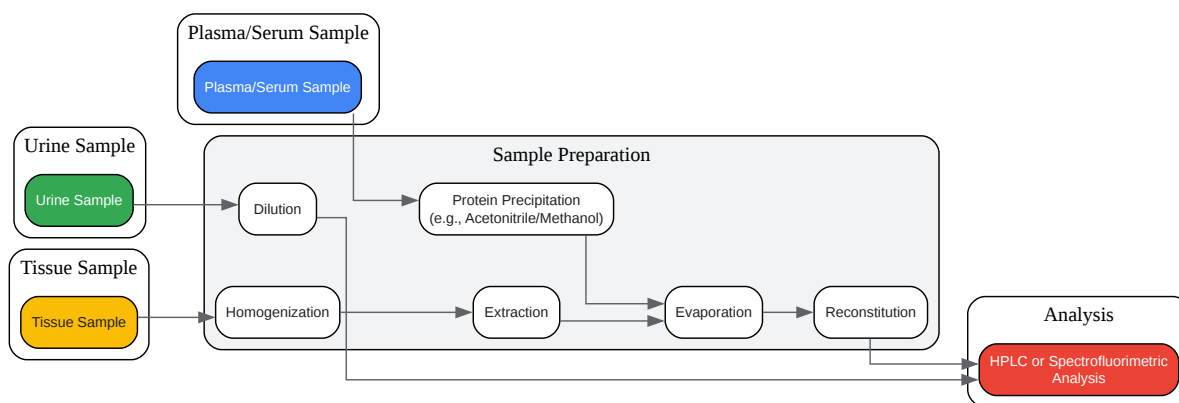 Plasma/Serum Sample
Plasma/Serum Sample
Urine Sample
Urine Sample
Tissue Sample
Tissue Sample
Sample Preparation
Dilution
Protein Precipitation
(e.g., Acetonitrile/Methanol)
Homogenization
Extraction
Evaporation
Reconstitution
Analysis
HPLC or Spectrofluorimetric
Analysis